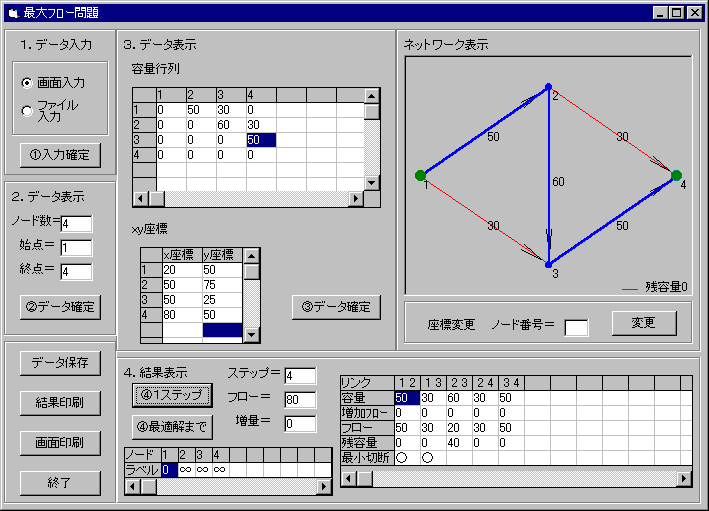 最大フロー問題
1. データ入力
画面入力
ファイル
入力
①入力確定
2. データ表示
ノード数= 4
始点＝ 1
終点＝ 4
②データ確定
データ保存
結果印刷
画面印刷
終了
3. データ表示
容量行列
1 2 3 4
1 0 50 30 0
2 0 0 60 30
3 0 0 0 50
4 0 0 0 0
xy座標
x座標 y座標
1 20 50
2 50 75
3 50 25
4 80 50
③データ確定
ネットワーク表示
2
50 30
1 60 4
30 50
3
残容量0
座標変更 ノード番号＝ 変更
4. 結果表示
④1ステップ
④最適解まで
ステップ＝ 4
フロー＝ 80
増量＝ 0
ノード 1 2 3 4
ラベル 0 ∞ ∞ ∞
リンク 1 2 1 3 2 3 2 4 3 4
容量 50 30 60 30 50
増加フロー 0 0 0 0 0
フロー 50 30 20 30 50
残容量 0 0 40 0 0
最小切断 ○ ○